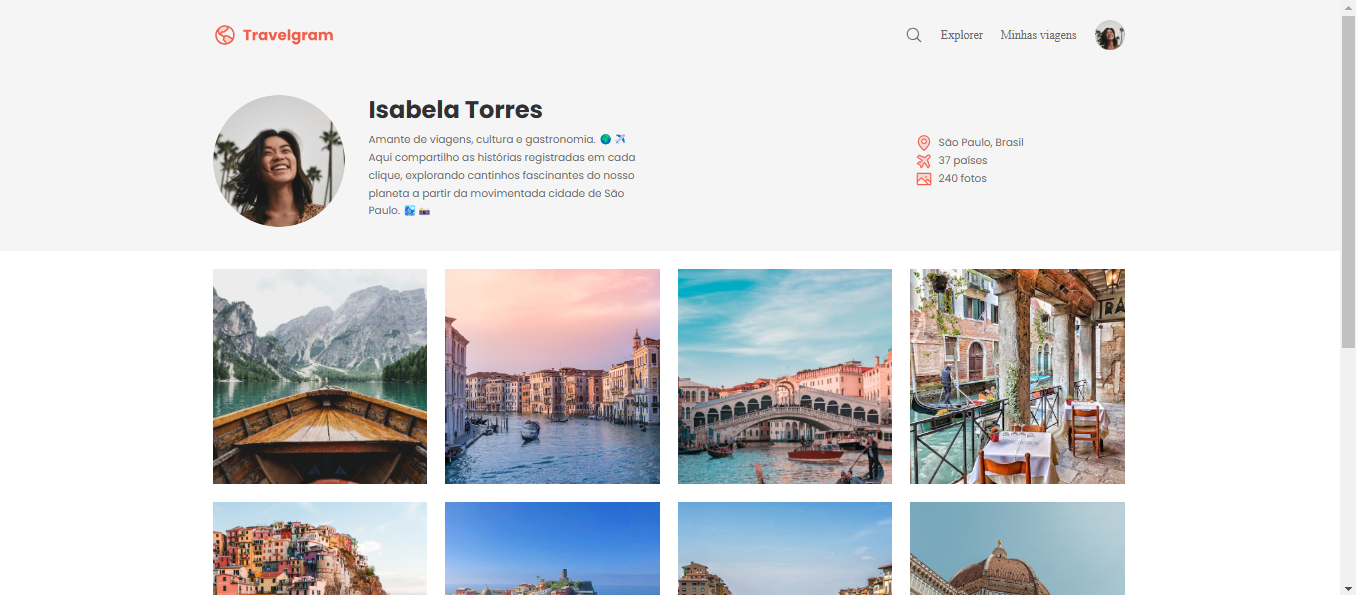 Travelgram
Explorer
Minhas viagens
Isabela Torres
Amante de viagens, cultura e gastronomia. 🌍 ✈️
Aqui compartilho as histórias registradas em cada
clique, explorando cantinhos fascinantes do nosso
planeta a partir da movimentada cidade de São
Paulo. 🏞️ 📸
São Paulo, Brasil
37 países
240 fotos
TRA